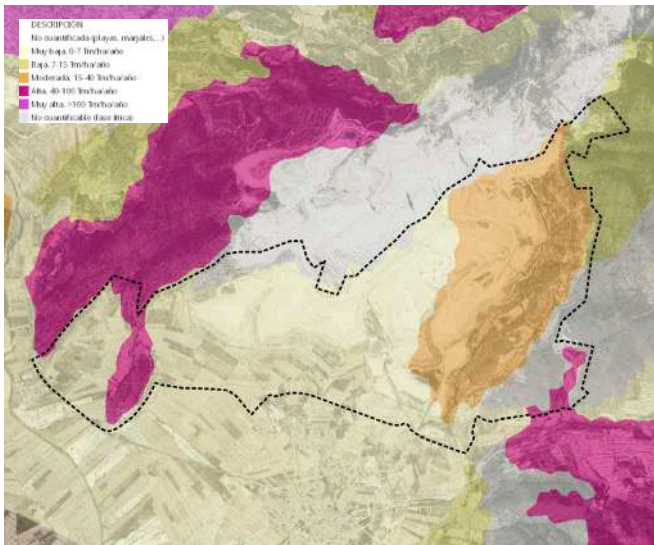 DESCRIPCIÓN
No cuantificada (playas, marjales,...)
Muy baja, 0-7 Tm/ha/año
Baja, 7-15 Tm/ha/año
Moderada, 15-40 Tm/ha/año
Alta, 40-100 Tm/ha/año
Muy alta, >100 Tm/ha/año
No cuantificable (fase lítica)